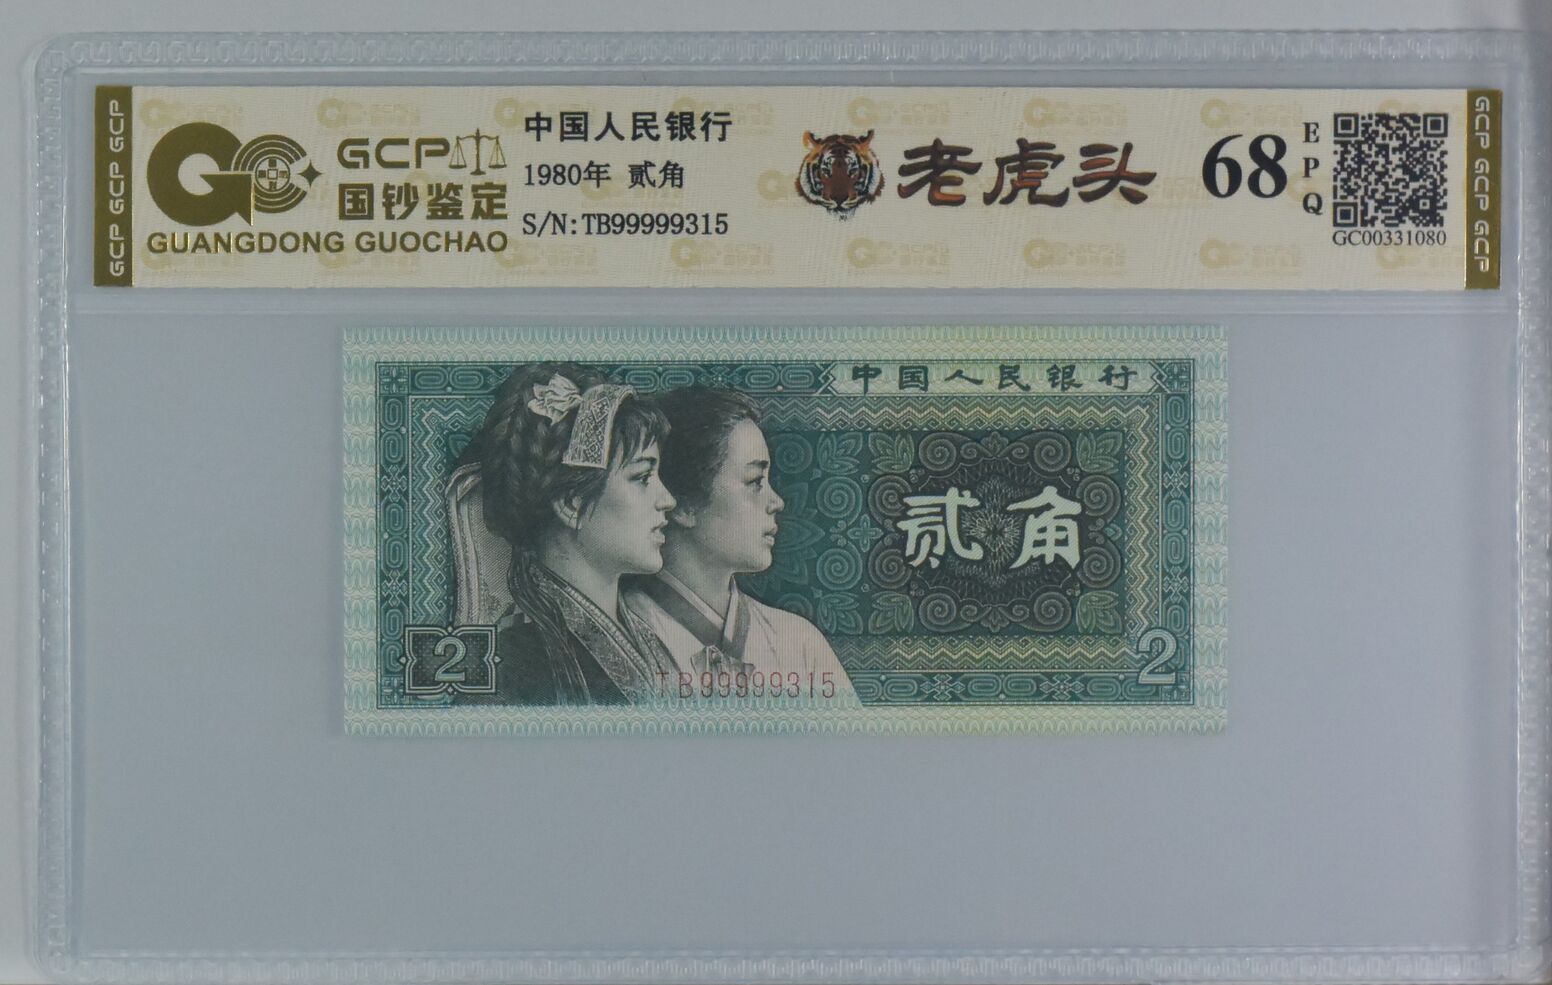 GCP GCP GCP
GCP
国钞鉴定
GUANGDONG GUOCHAO
中国人民银行
1980年 贰角
S/N:TB99999315
老虎头
68
EPQ
GC00331080
GCP GCP GCP
中国人民银行
贰角
2
2
TB99999315